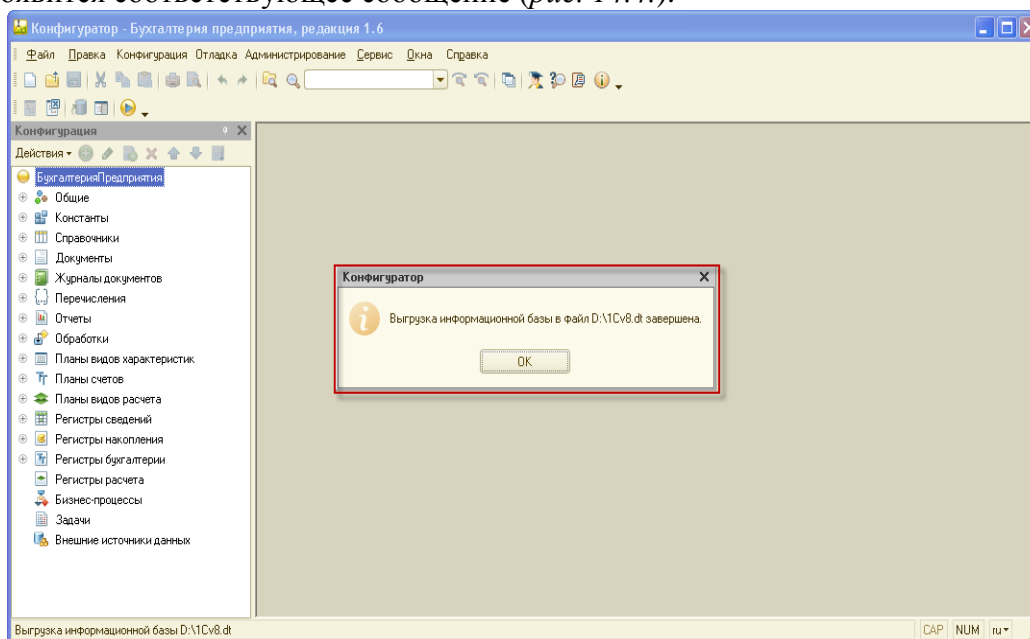 появится соответствующее сообщение (рис. 14.4.).
Конфигуратор - Бухгалтерия предприятия, редакция 1.6
Файл Правка Конфигурация Отладка Администрирование Сервис Окна Справка
Конфигурация
Действия
БухгалтерияПредприятия
Общие
Константы
Справочники
Документы
Журналы документов
Перечисления
Отчеты
Обработки
Планы видов характеристик
Планы счетов
Планы видов расчета
Регистры сведений
Регистры накопления
Регистры бухгалтерии
Регистры расчета
Бизнес-процессы
Задачи
Внешние источники данных
Конфигуратор
Выгрузка информационной базы в файл D:\1Cv8.dt завершена.
OK
Выгрузка информационной базы D:\1Cv8.dt
CAP NUM ru